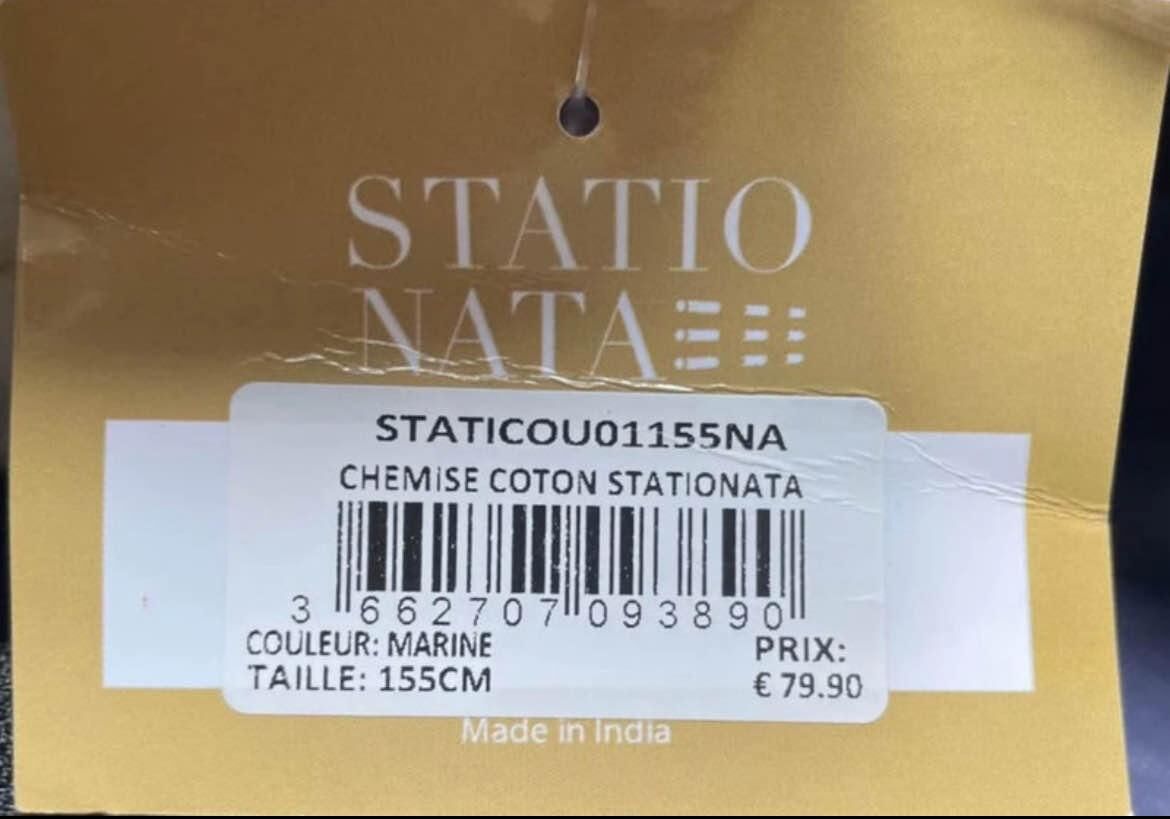 STATIO
NATA
STATICOU01155NA
CHEMISE COTON STATIONATA
3 662707 093890
COULEUR: MARINE
PRIX:
TAILLE: 155CM
€ 79.90
Made in India